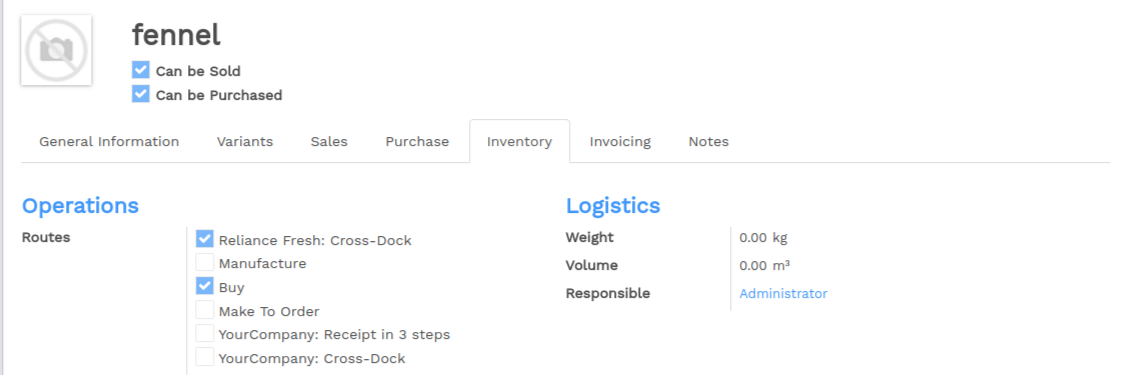 fennel
Can be Sold
Can be Purchased
General Information Variants Sales Purchase Inventory Invoicing Notes
Operations
Routes
Reliance Fresh: Cross-Dock
Manufacture
Buy
Make To Order
YourCompany: Receipt in 3 steps
YourCompany: Cross-Dock
Logistics
Weight 0.00 kg
Volume 0.00 m³
Responsible Administrator